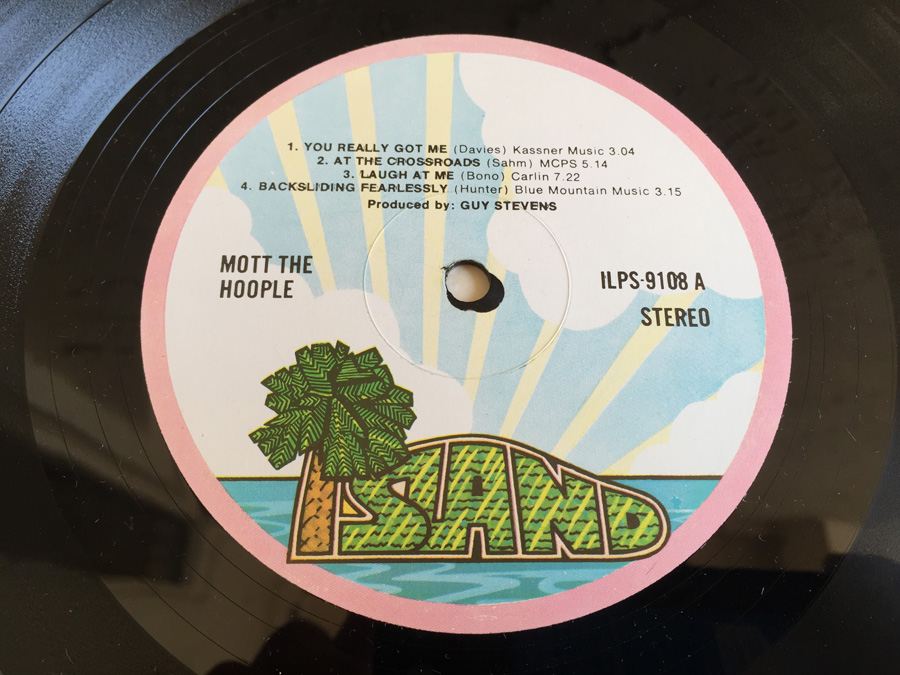 1. YOU REALLY GOT ME (Davies) Kassner Music 3.04
2. AT THE CROSSROADS (Sahm) MCPS 5.14
3. LAUGH AT ME (Bono) Carlin 7.22
4. BACKSLIDING FEARLESSLY (Hunter) Blue Mountain Music 3.15
Produced by: GUY STEVENS
MOTT THE
HOOPLE
ILPS-9108 A
STEREO
ISLAND